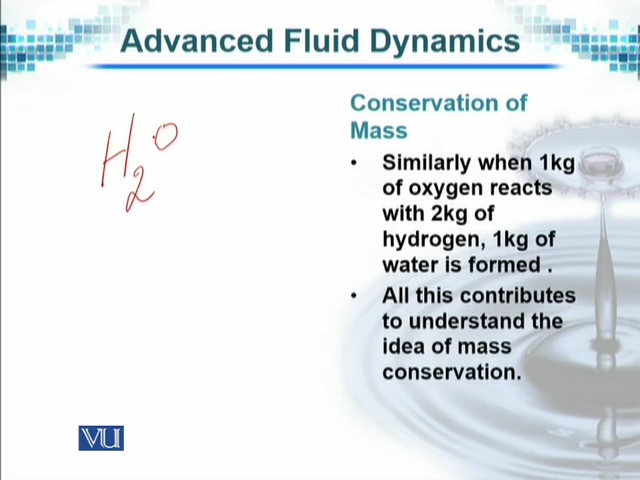 Advanced Fluid Dynamics
H2O
Conservation of
Mass
• Similarly when 1kg
of oxygen reacts
with 2kg of
hydrogen, 1kg of
water is formed .
• All this contributes
to understand the
idea of mass
conservation.
VU